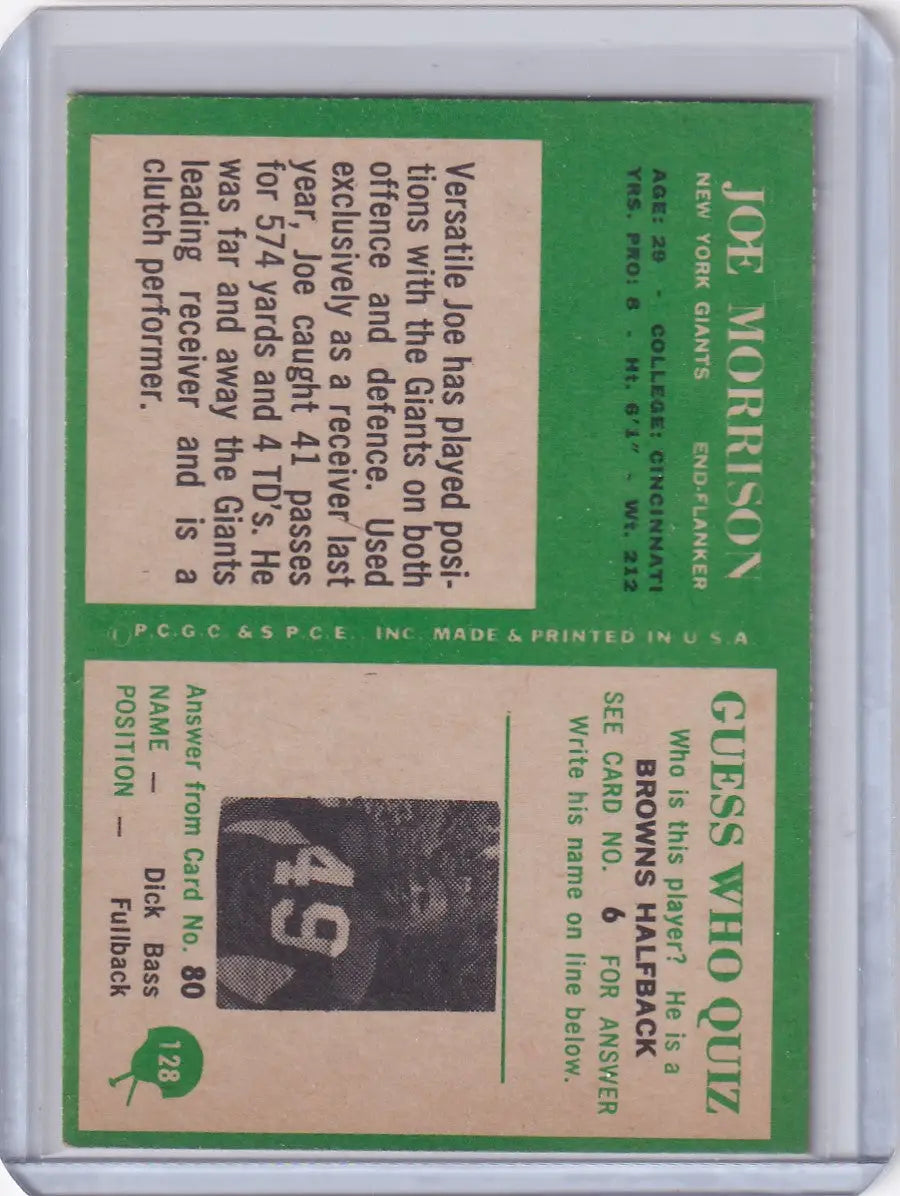 JOE MORRISON
NEW YORK GIANTS END-FLANKER
AGE: 29 - COLLEGE: CINCINNATI
YRS. PRO: 8 - Ht. 6'1" - Wt. 212
Versatile Joe has played posi-
tions with the Giants on both
offence and defence. Used
exclusively as a receiver last
year, Joe caught 41 passes
for 574 yards and 4 TD's. He
was far and away the Giants
leading receiver and is a
clutch performer.
P.C.G.C & S P.C.E. INC. MADE & PRINTED IN U S.A
GUESS WHO QUIZ
Who is this player? He is a
BROWNS HALFBACK
SEE CARD NO. 6 FOR ANSWER
Write his name on line below.
49
Answer from Card No. 80
NAME — Dick Bass
POSITION — Fullback
128